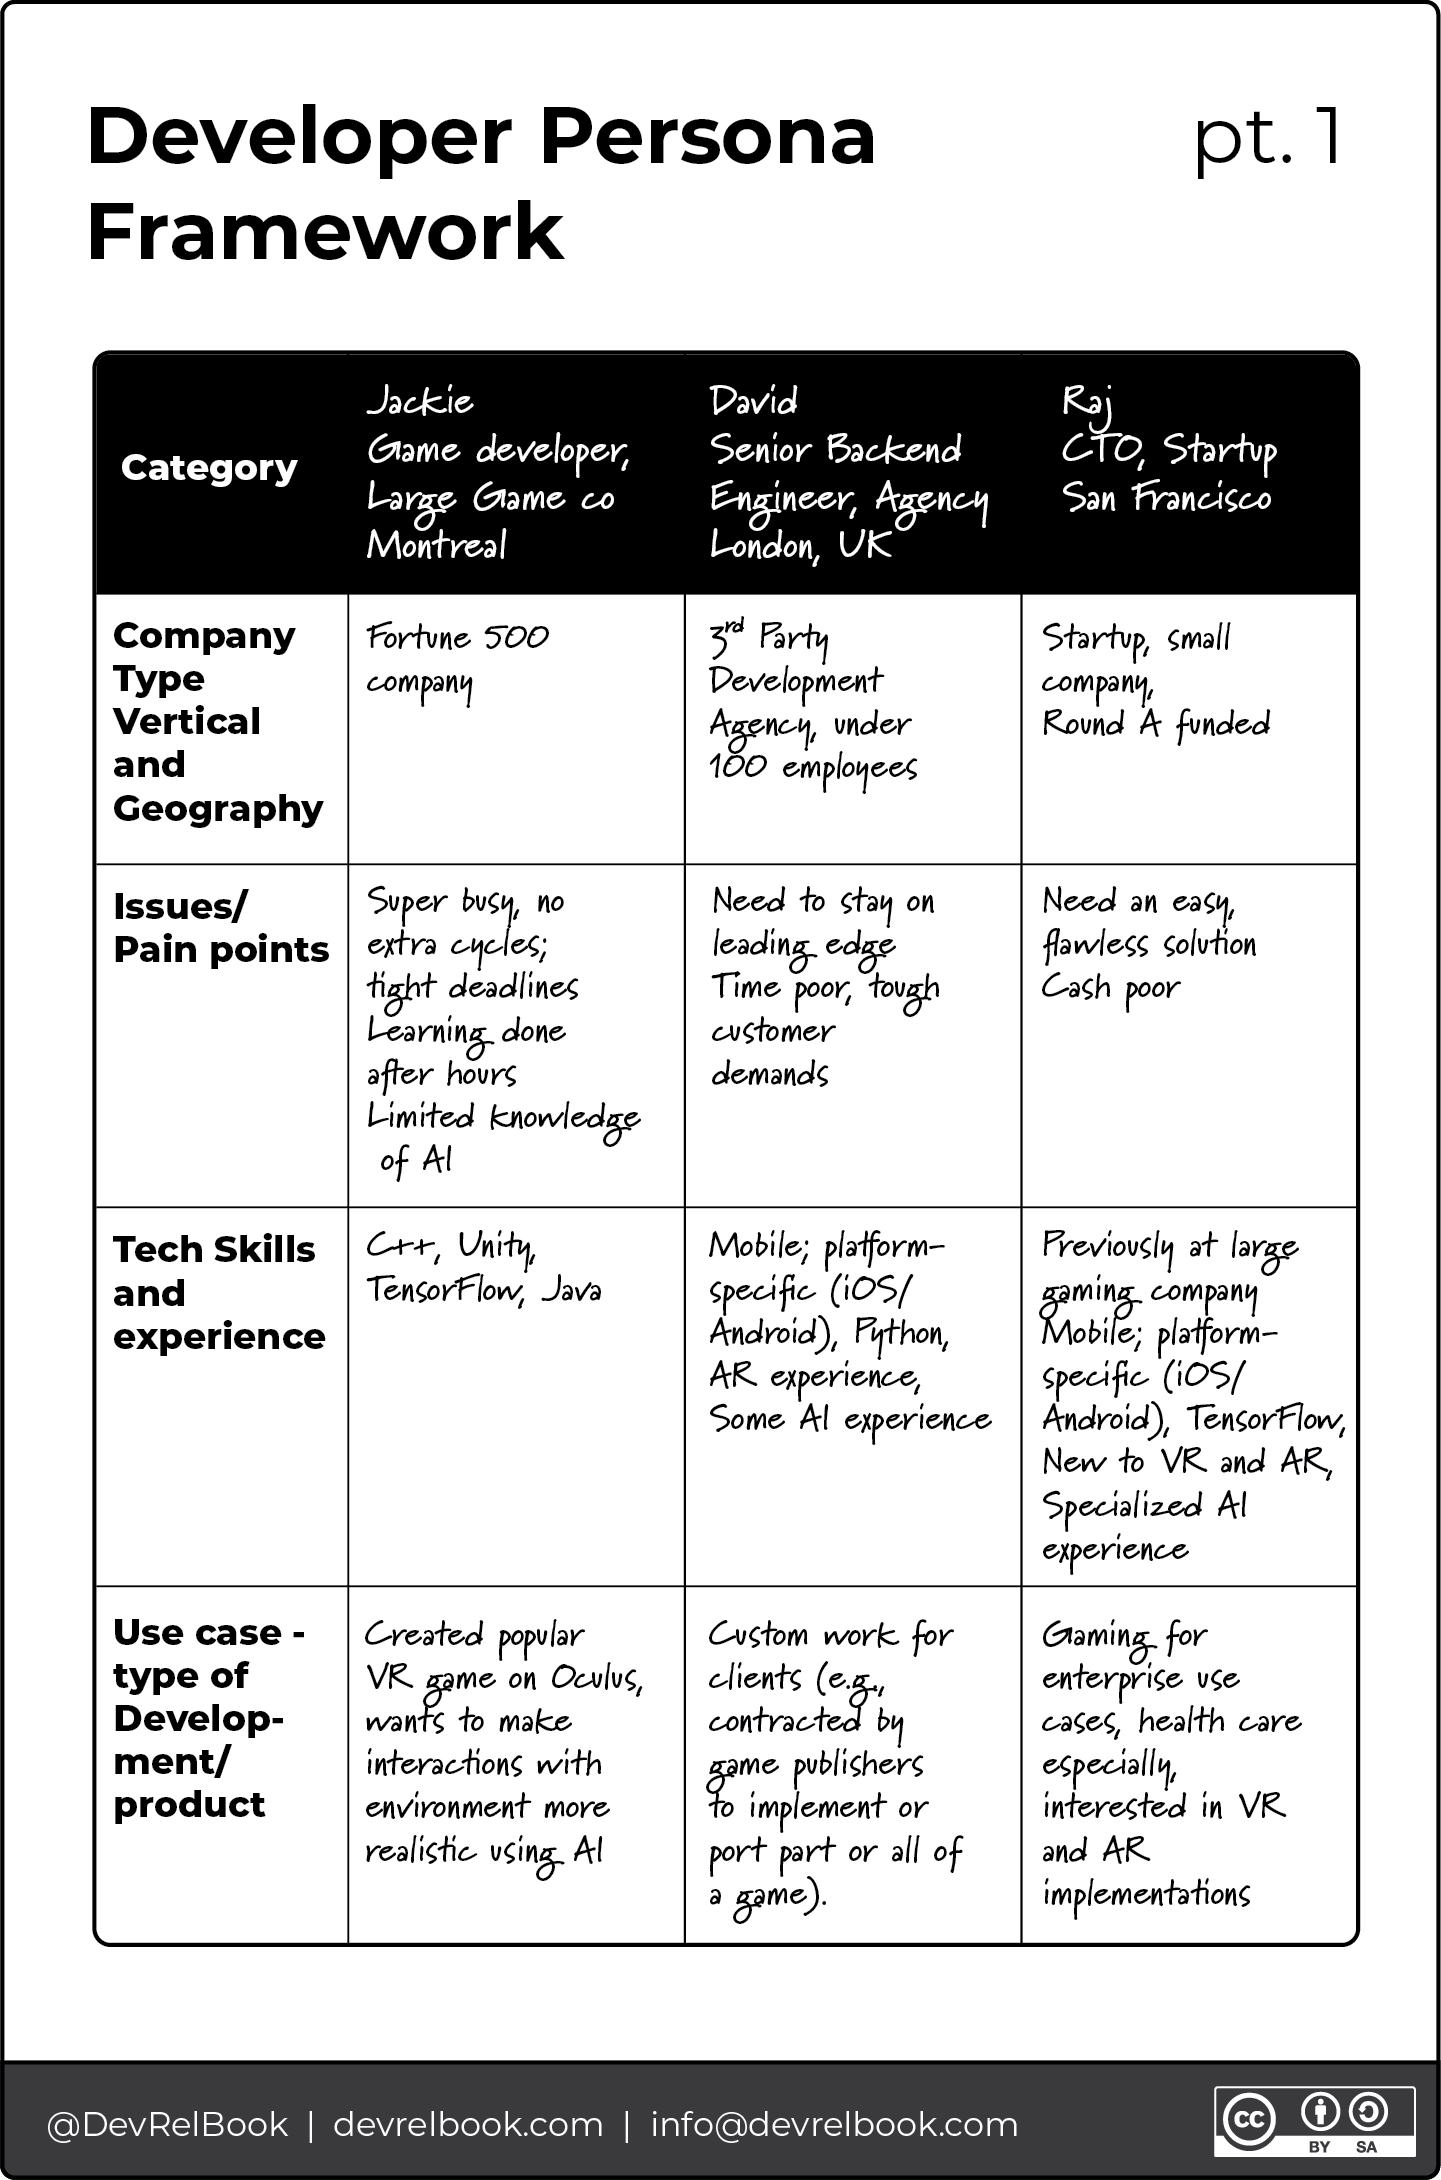 Developer Persona
Framework
pt. 1
Category
Jackie
Game developer,
Large Game co
Montreal
David
Senior Backend
Engineer, Agency
London, UK
Raj
CTO, Startup
San Francisco
Company
Type
Vertical
and
Geography
Fortune 500
company
3rd Party
Development
Agency, under
100 employees
Startup, small
company,
Round A funded
Issues/
Pain points
Super busy, no
extra cycles;
tight deadlines
Learning done
after hours
Limited knowledge
of AI
Need to stay on
leading edge
Time poor, tough
customer
demands
Need an easy,
flawless solution
Cash poor
Tech Skills
and
experience
C++, Unity,
TensorFlow, Java
Mobile; platform-
specific (iOS/
Android), Python,
AR experience,
Some AI experience
Previously at large
gaming company
Mobile; platform-
specific (iOS/
Android), TensorFlow,
New to VR and AR,
Specialized AI
experience
Use case -
type of
Develop-
ment/
product
Created popular
VR game on Oculus,
wants to make
interactions with
environment more
realistic using AI
Custom work for
clients (e.g.,
contracted by
game publishers
to implement or
port part or all of
a game).
Gaming for
enterprise use
cases, health care
especially,
interested in VR
and AR
implementations
@DevRelBook | devrelbook.com | info@devrelbook.com
cc
BY SA